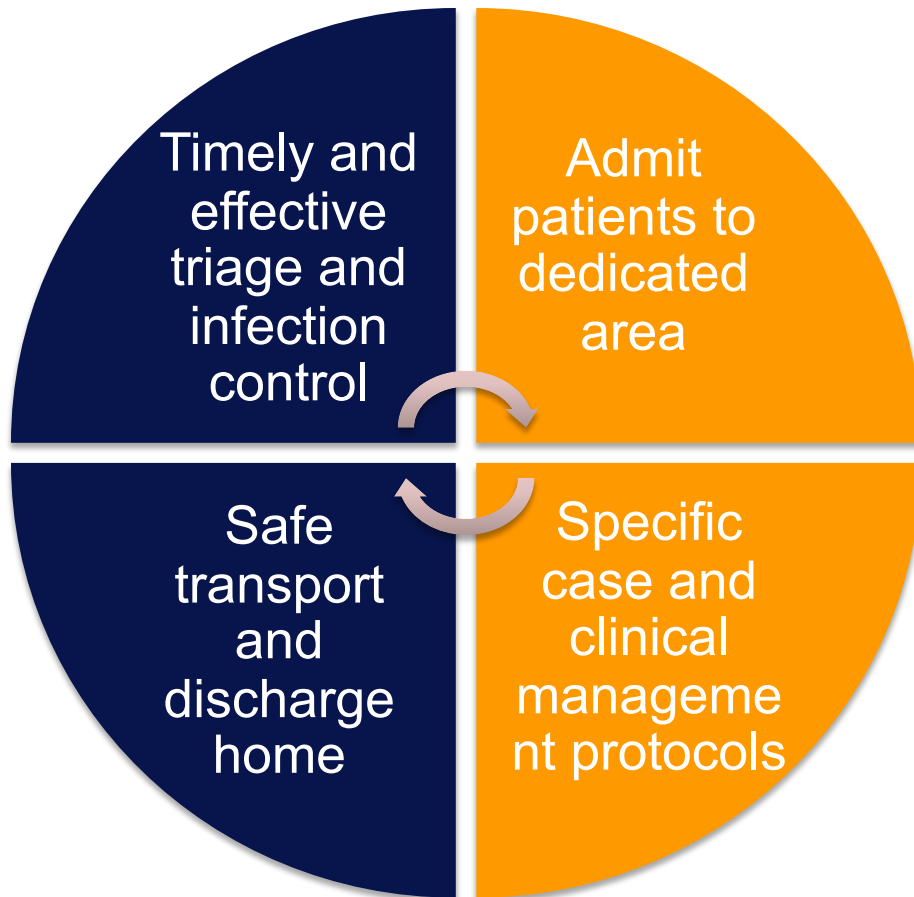 Timely and
effective
triage and
infection
control
Admit
patients to
dedicated
area
Safe
transport
and
discharge
home
Specific
case and
clinical
manageme
nt protocols